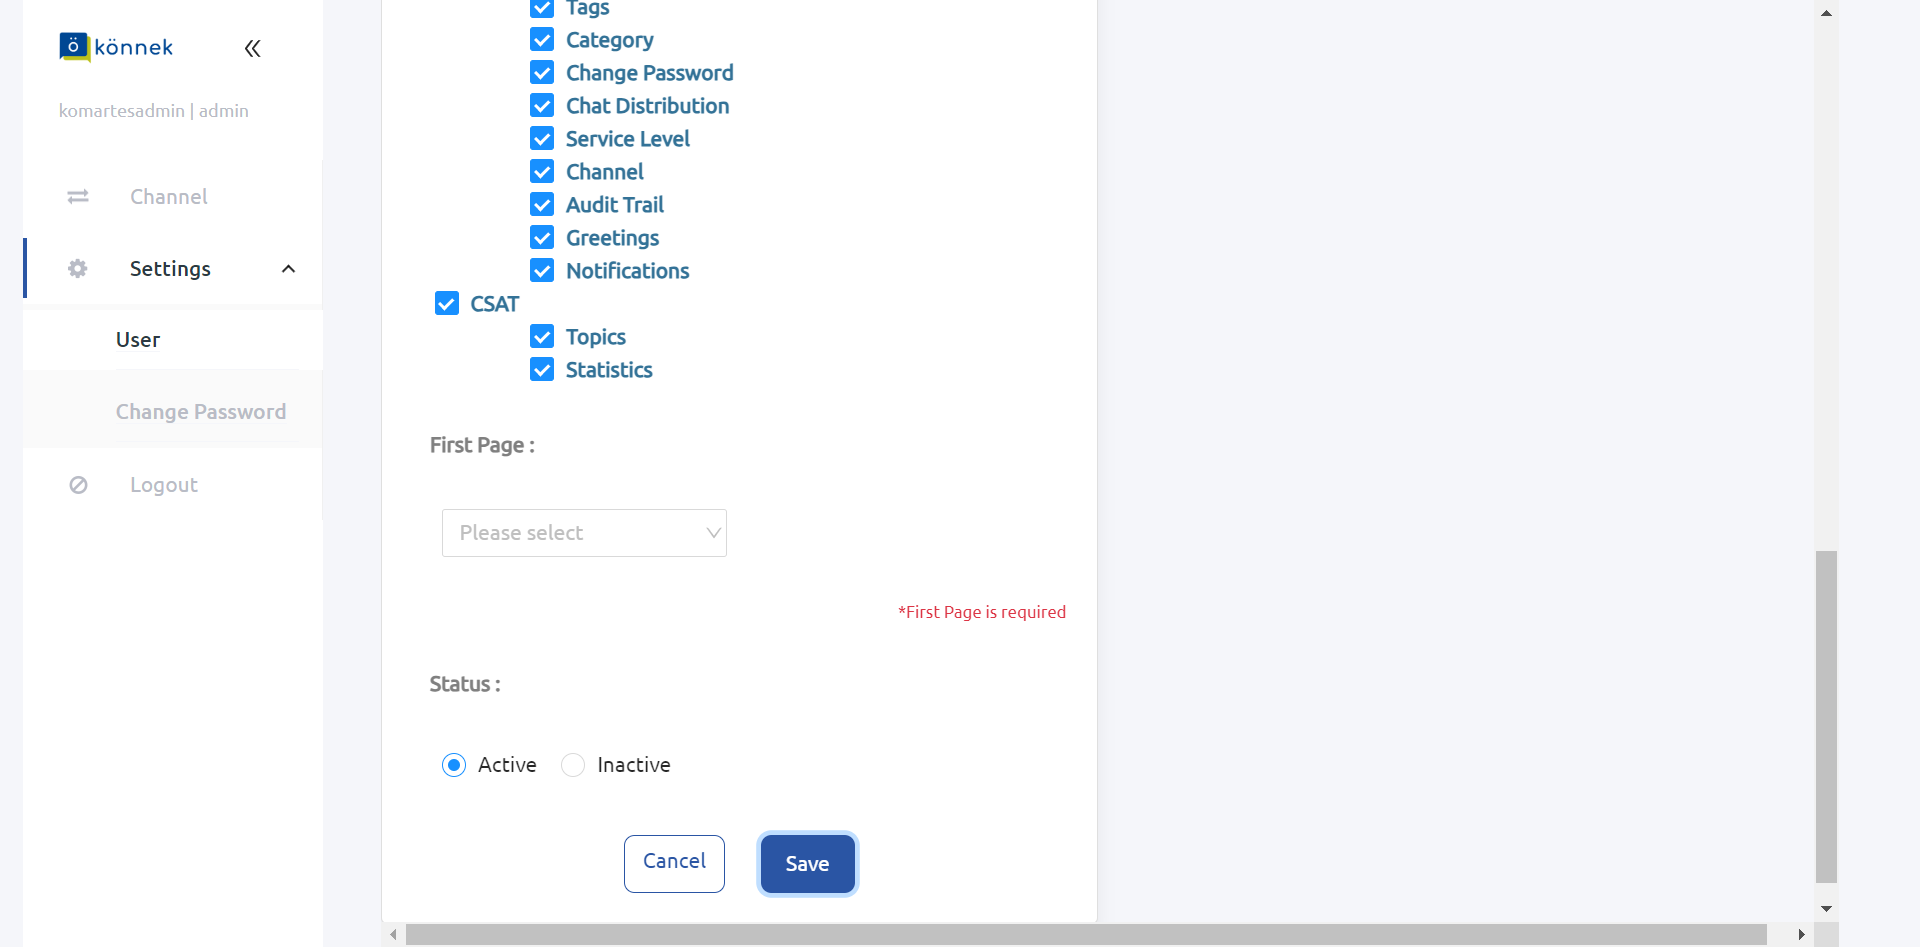 ö könnek
komartesadmin | admin
Channel
Settings
User
Change Password
Logout
Tags
Category
Change Password
Chat Distribution
Service Level
Channel
Audit Trail
Greetings
Notifications
CSAT
Topics
Statistics
First Page :
Please select
*First Page is required
Status :
Active Inactive
Cancel Save